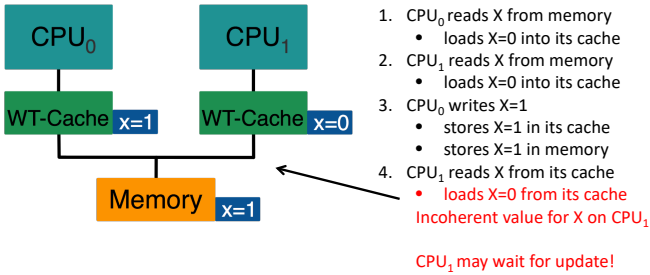 CPU₀
CPU₁
WT-Cache
x=1
WT-Cache
x=0
Memory
x=1
1. CPU₀ reads X from memory
• loads X=0 into its cache
2. CPU₁ reads X from memory
• loads X=0 into its cache
3. CPU₀ writes X=1
• stores X=1 in its cache
• stores X=1 in memory
4. CPU₁ reads X from its cache
• loads X=0 from its cache
Incoherent value for X on CPU₁
CPU₁ may wait for update!